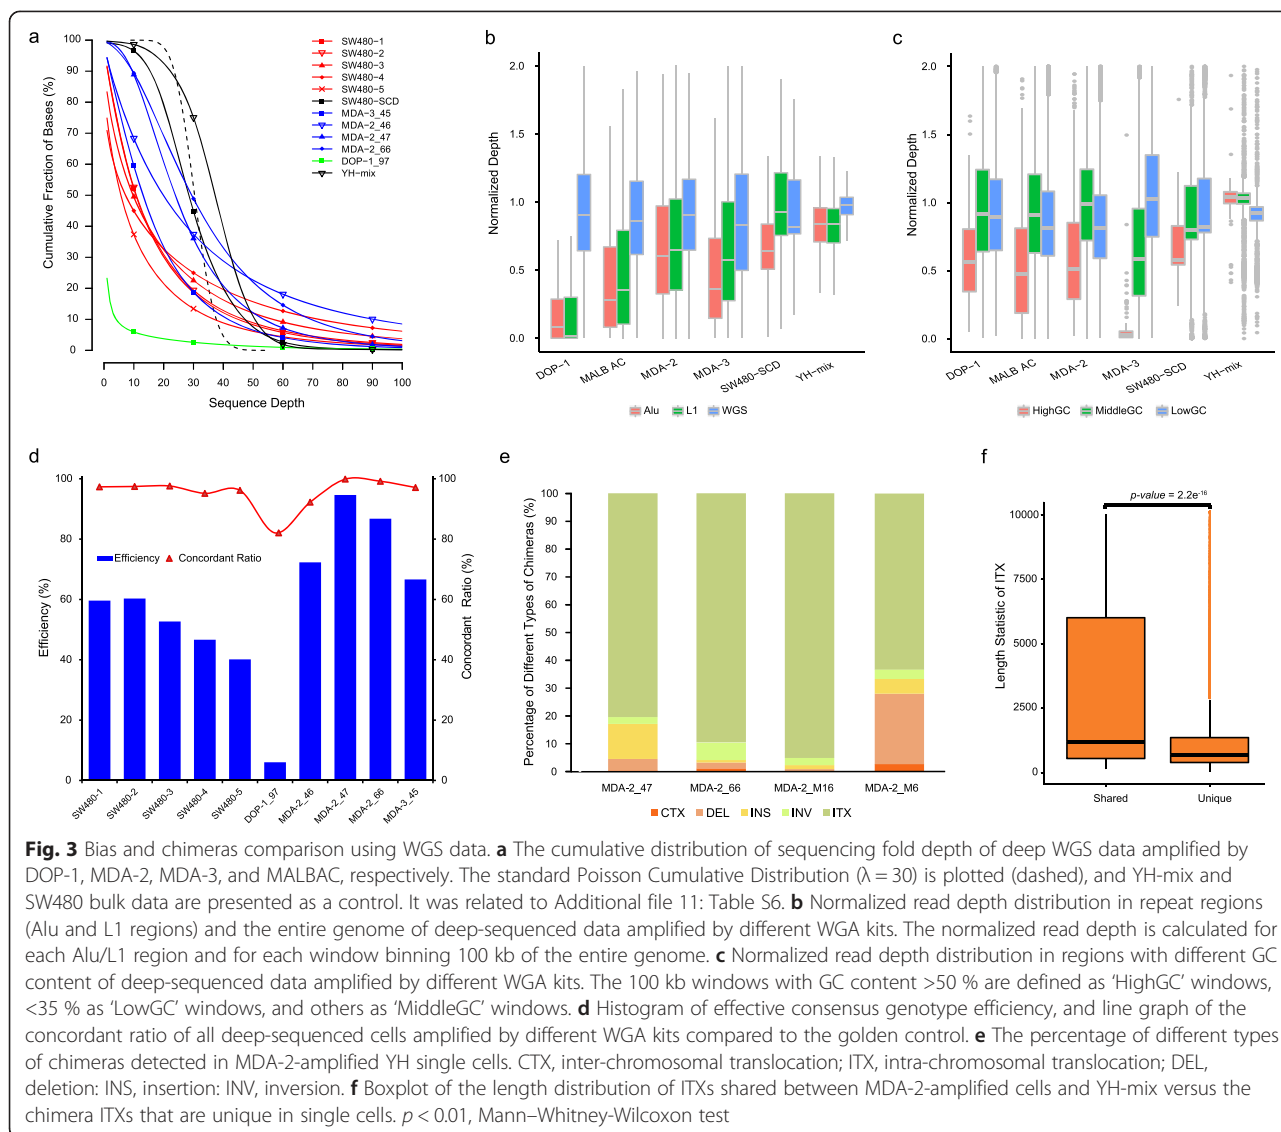 a
Cumulative Fraction of Bases (%)
100
90
80
70
60
50
40
30
20
10
0
0 10 20 30 40 50 60 70 80 90 100
Sequence Depth
SW480-1
SW480-2
SW480-3
SW480-4
SW480-5
SW480-SCD
MDA-3_45
MDA-2_46
MDA-2_47
MDA-2_66
DOP-1_97
YH-mix
b
Normalized Depth
2.0
1.5
1.0
0.5
0.0
DOP-1 MALB AC MDA-2 MDA-3 SW480-SCD YH-mix
Alu L1 WGS
c
Normalized Depth
2.0
1.5
1.0
0.5
0.0
DOP-1 MALB AC MDA-2 MDA-3 SW480-SCD YH-mix
HighGC MiddleGC LowGC
d
Efficiency (%)
100
80
60
40
20
0
Efficiency Concordant Ratio
100
80
60
40
20
0
Concordant Ratio (%)
SW480-1 SW480-2 SW480-3 SW480-4 SW480-5 DOP-1_97 MDA-2_46 MDA-2_47 MDA-2_66 MDA-3_45
e
Percentage of Different Types of Chimeras (%)
100
90
80
70
60
50
40
30
20
10
0
MDA-2_47 MDA-2_66 MDA-2_M16 MDA-2_M6
CTX DEL INS INV ITX
f
p-value = 2.2e-16
Length Statistic of ITX
10000
7500
5000
2500
0
Shared Unique
Fig. 3 Bias and chimeras comparison using WGS data. a The cumulative distribution of sequencing fold depth of deep WGS data amplified by
DOP-1, MDA-2, MDA-3, and MALBAC, respectively. The standard Poisson Cumulative Distribution (λ = 30) is plotted (dashed), and YH-mix and
SW480 bulk data are presented as a control. It was related to Additional file 11: Table S6. b Normalized read depth distribution in repeat regions
(Alu and L1 regions) and the entire genome of deep-sequenced data amplified by different WGA kits. The normalized read depth is calculated for
each Alu/L1 region and for each window binning 100 kb of the entire genome. c Normalized read depth distribution in regions with different GC
content of deep-sequenced data amplified by different WGA kits. The 100 kb windows with GC content >50 % are defined as ‘HighGC’ windows,
<35 % as ‘LowGC’ windows, and others as ‘MiddleGC’ windows. d Histogram of effective consensus genotype efficiency, and line graph of the
concordant ratio of all deep-sequenced cells amplified by different WGA kits compared to the golden control. e The percentage of different types
of chimeras detected in MDA-2-amplified YH single cells. CTX, inter-chromosomal translocation; ITX, intra-chromosomal translocation; DEL,
deletion: INS, insertion: INV, inversion. f Boxplot of the length distribution of ITXs shared between MDA-2-amplified cells and YH-mix versus the
chimera ITXs that are unique in single cells. p < 0.01, Mann–Whitney-Wilcoxon test